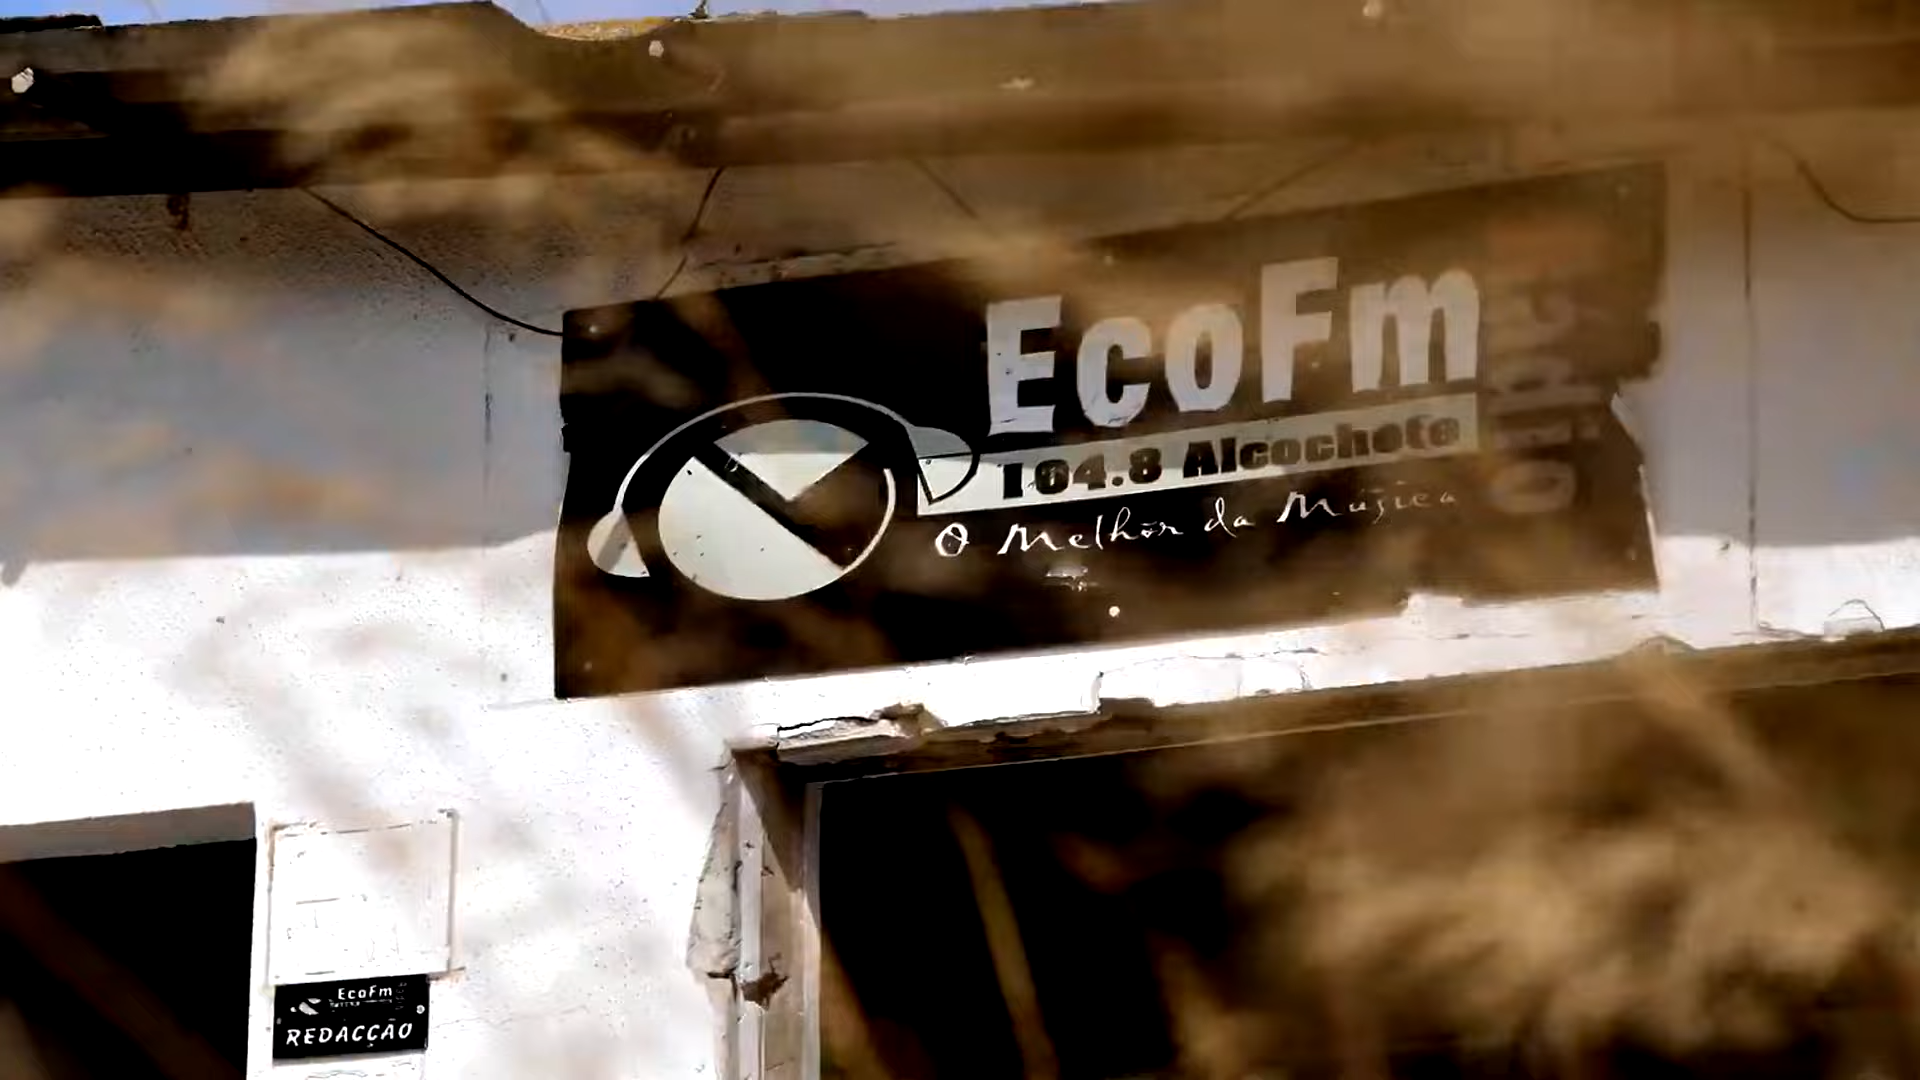 EcoFm
104.8 Alcochete
O Melhor da Música
EcoFm
REDACÇÃO